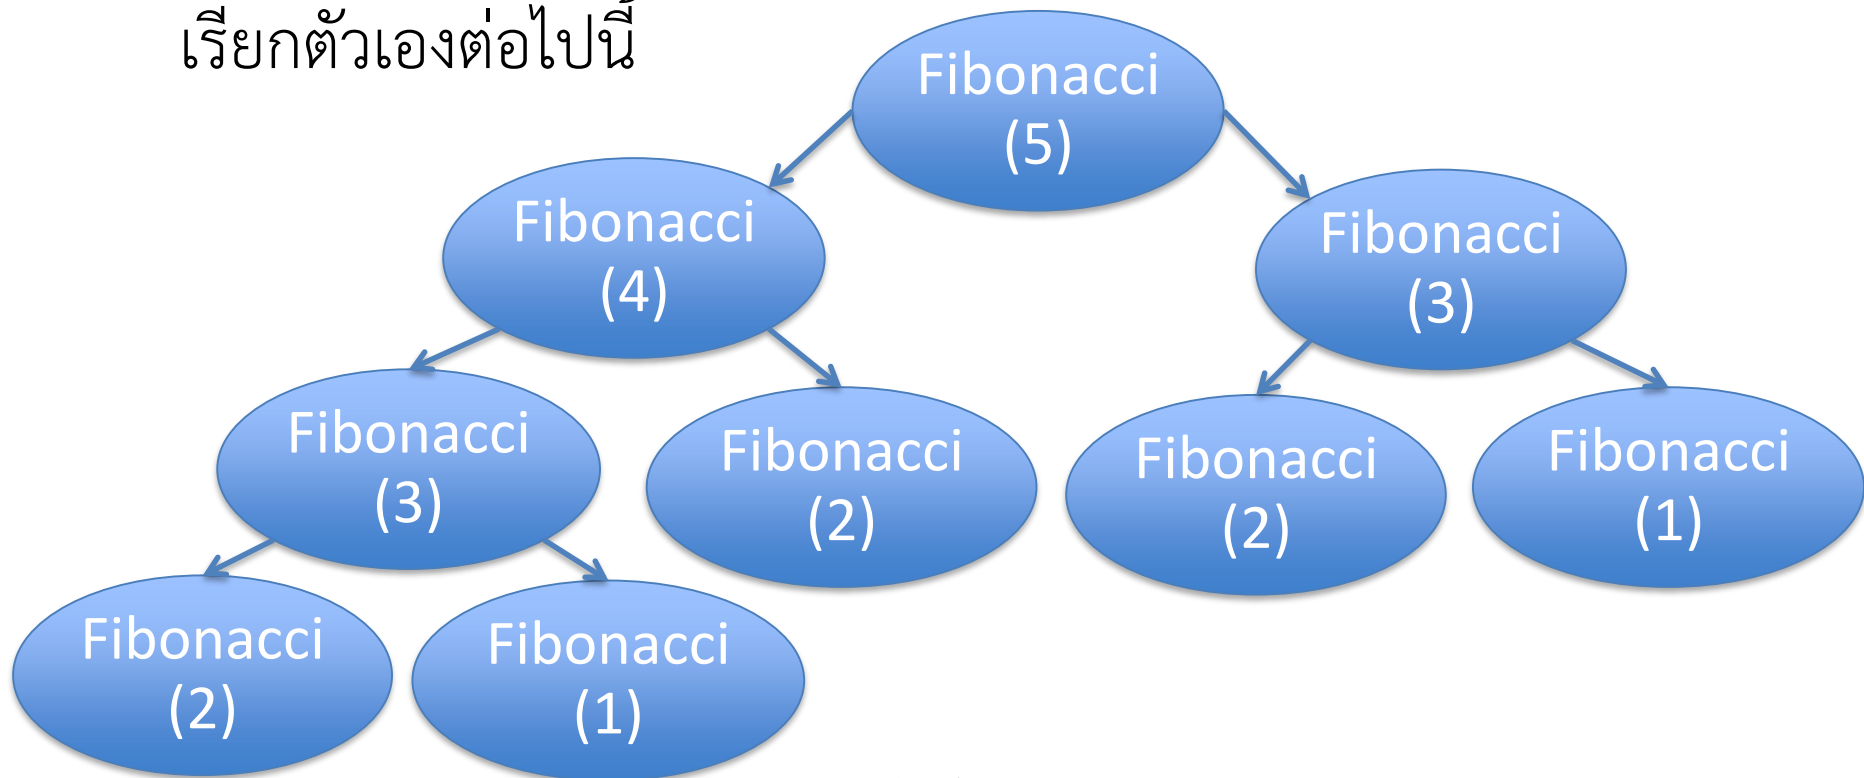 เรียกตัวเองต่อไปนี้
Fibonacci
(5)
Fibonacci
(4)
Fibonacci
(3)
Fibonacci
(3)
Fibonacci
(2)
Fibonacci
(2)
Fibonacci
(1)
Fibonacci
(2)
Fibonacci
(1)